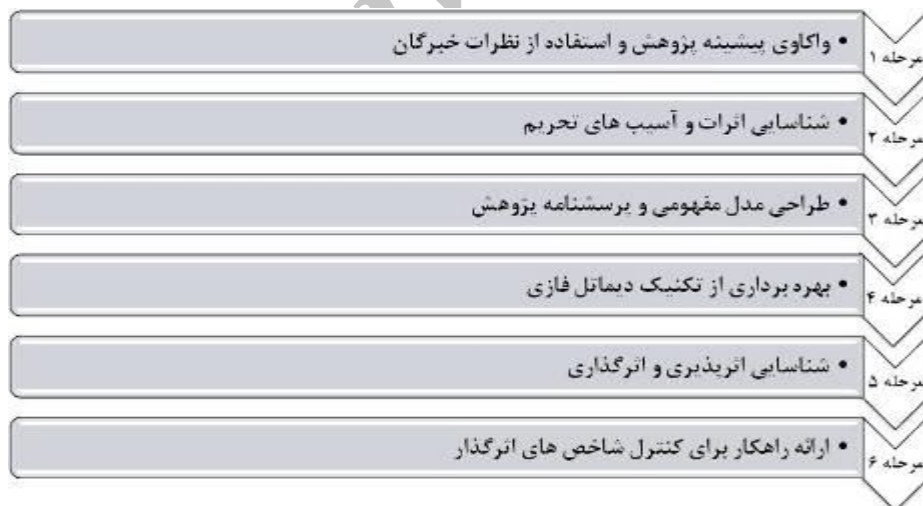 مرحله ۱
• واکاوی پیشینه پژوهش و استفاده از نظرات خبرگان
مرحله ۲
• شناسایی اثرات و آسیب های تحریم
مرحله ۳
• طراحی مدل مفهومی و پرسشنامه پژوهش
مرحله ۴
• بهره برداری از تکنیک دیماتل فازی
مرحله ۵
• شناسایی اثرپذیری و اثرگذاری
مرحله ۶
• ارائه راهکار برای کنترل شاخص های اثرگذار